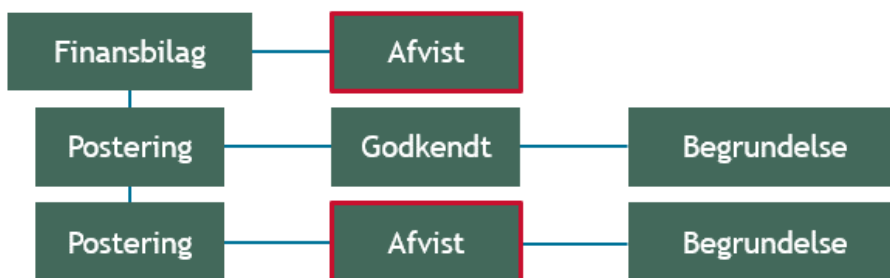 Finansbilag
Afvist
Postering
Godkendt
Begrundelse
Postering
Afvist
Begrundelse